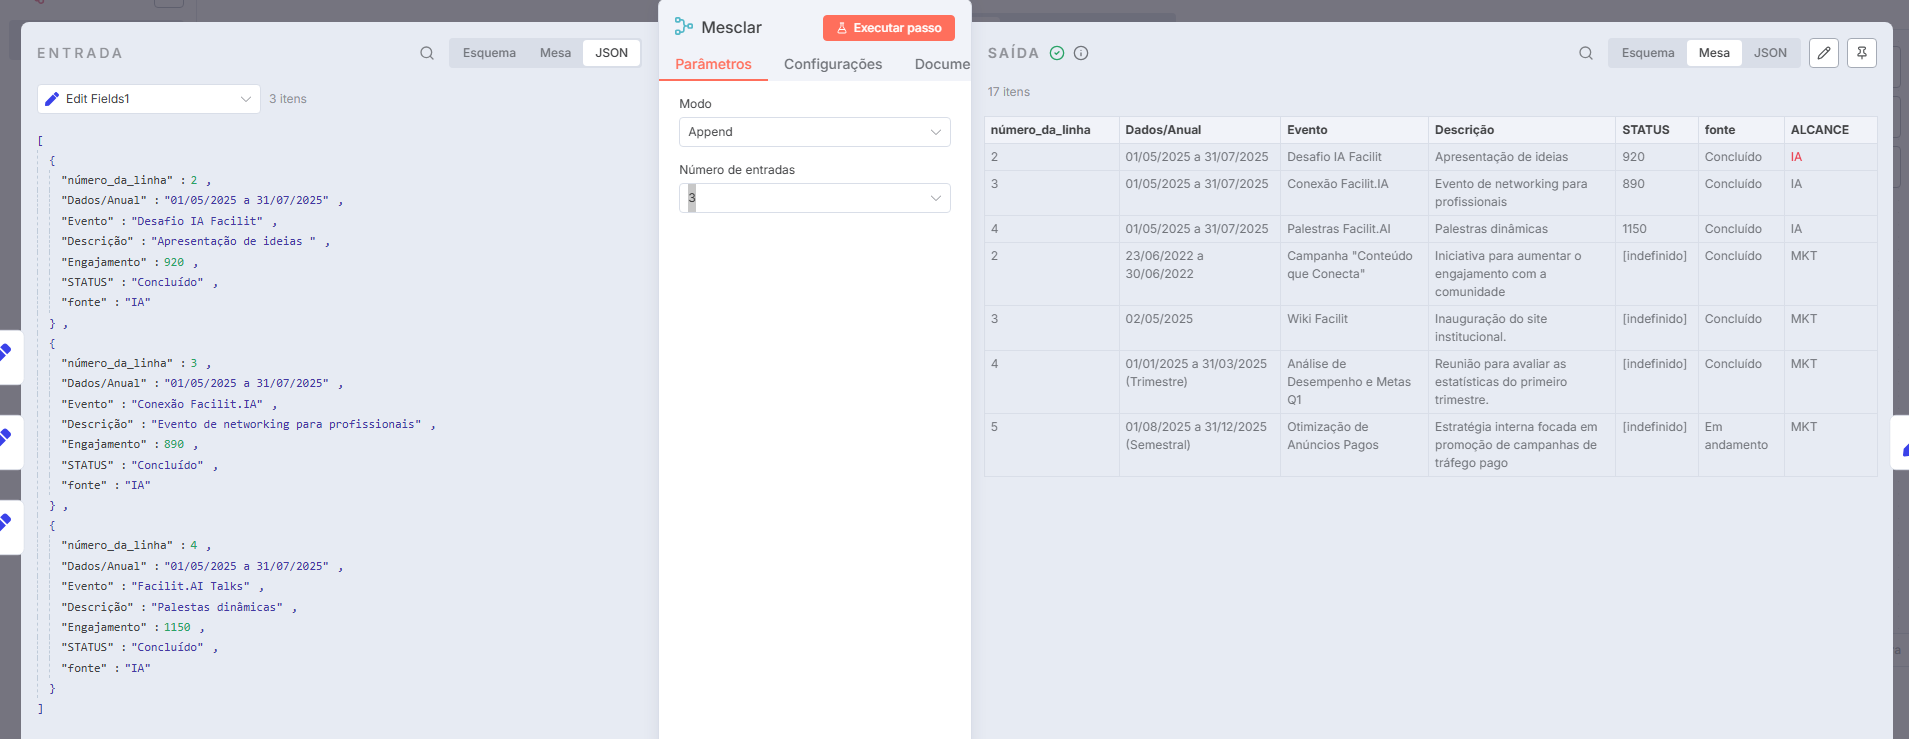 ENTRADA
Esquema
Mesa
JSON
Edit Fields1
3 itens
[
{
"número_da_linha" : 2 ,
"Dados/Anual" : "01/05/2025 a 31/07/2025" ,
"Evento" : "Desafio IA Facilit" ,
"Descrição" : "Apresentação de ideias " ,
"Engajamento" : 920 ,
"STATUS" : "Concluído" ,
"fonte" : "IA"
} ,
{
"número_da_linha" : 3 ,
"Dados/Anual" : "01/05/2025 a 31/07/2025" ,
"Evento" : "Conexão Facilit.IA" ,
"Descrição" : "Evento de networking para profissionais" ,
"Engajamento" : 890 ,
"STATUS" : "Concluído" ,
"fonte" : "IA"
} ,
{
"número_da_linha" : 4 ,
"Dados/Anual" : "01/05/2025 a 31/07/2025" ,
"Evento" : "Facilit.AI Talks" ,
"Descrição" : "Palestas dinâmicas" ,
"Engajamento" : 1150 ,
"STATUS" : "Concluído" ,
"fonte" : "IA"
}
]
Mesclar
Executar passo
Parâmetros
Configurações
Docume
Modo
Append
Número de entradas
3
SAÍDA
Esquema
Mesa
JSON
17 itens
número_da_linha Dados/Anual Evento Descrição STATUS fonte ALCANCE
2 01/05/2025 a 31/07/2025 Desafio IA Facilit Apresentação de ideias 920 Concluído IA
3 01/05/2025 a 31/07/2025 Conexão Facilit.IA Evento de networking para 890 Concluído IA
profissionais
4 01/05/2025 a 31/07/2025 Palestras Facilit.AI Palestras dinâmicas 1150 Concluído IA
2 23/06/2022 a Campanha "Conteúdo Iniciativa para aumentar o [indefinido] Concluído MKT
30/06/2022 que Conecta" engajamento com a
comunidade
3 02/05/2025 Wiki Facilit Inauguração do site [indefinido] Concluído MKT
institucional.
4 01/01/2025 a 31/03/2025 Análise de Reunião para avaliar as [indefinido] Concluído MKT
(Trimestre) Desempenho e Metas estatísticas do primeiro
Q1 trimestre.
5 01/08/2025 a 31/12/2025 Otimização de Estratégia interna focada em [indefinido] Em MKT
(Semestral) Anúncios Pagos promoção de campanhas de andamento
tráfego pago